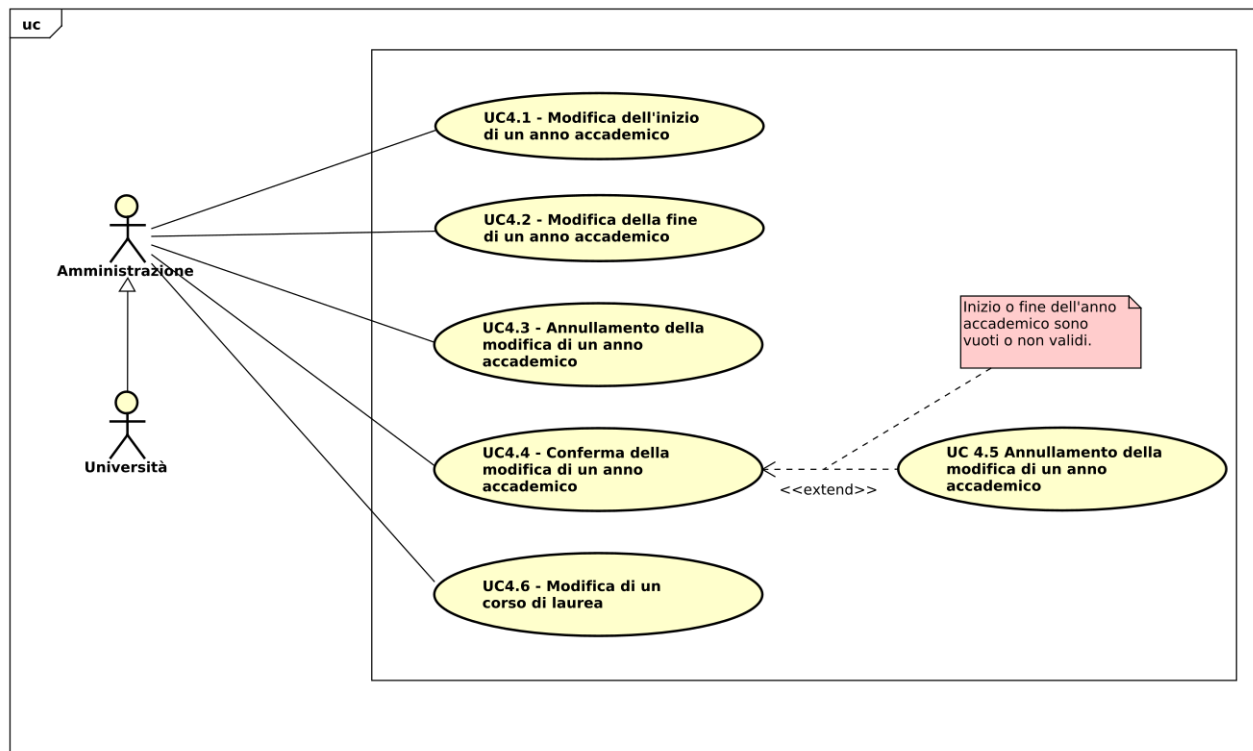 uc
UC4.1 - Modifica dell'inizio
di un anno accademico
UC4.2 - Modifica della fine
di un anno accademico
Amministrazione
Inizio o fine dell'anno
accademico sono
vuoti o non validi.
UC4.3 - Annullamento della
modifica di un anno
accademico
Università
UC4.4 - Conferma della
modifica di un anno
accademico
<<extend>>
UC 4.5 Annullamento della
modifica di un anno
accademico
UC4.6 - Modifica di un
corso di laurea